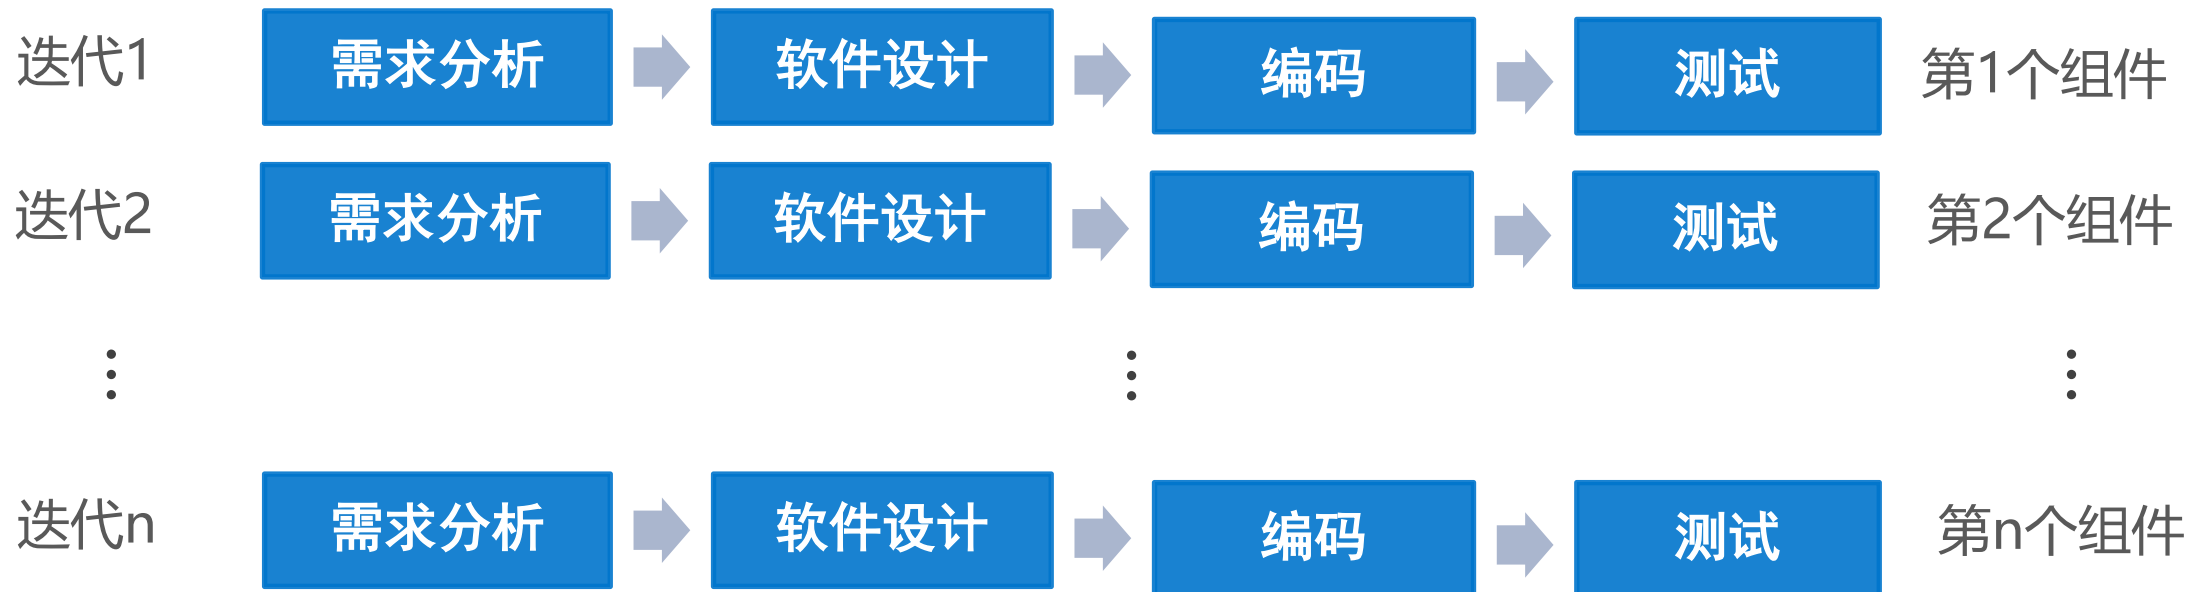 迭代1 需求分析 软件设计 编码 测试 第1个组件
迭代2 需求分析 软件设计 编码 测试 第2个组件
⋮ ⋮ ⋮
迭代n 需求分析 软件设计 编码 测试 第n个组件